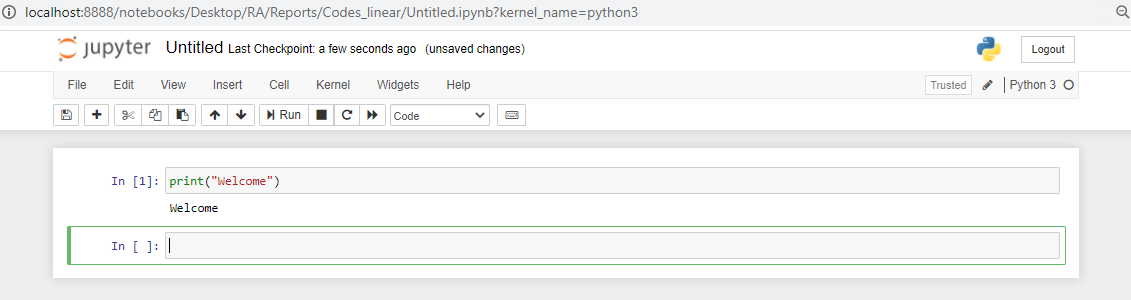 localhost:8888/notebooks/Desktop/RA/Reports/Codes_linear/Untitled.ipynb?kernel_name=python3
jupyter Untitled Last Checkpoint: a few seconds ago (unsaved changes) Logout
File Edit View Insert Cell Kernel Widgets Help Trusted Python 3
Run Code
In [1]: print("Welcome")
Welcome
In [ ]: